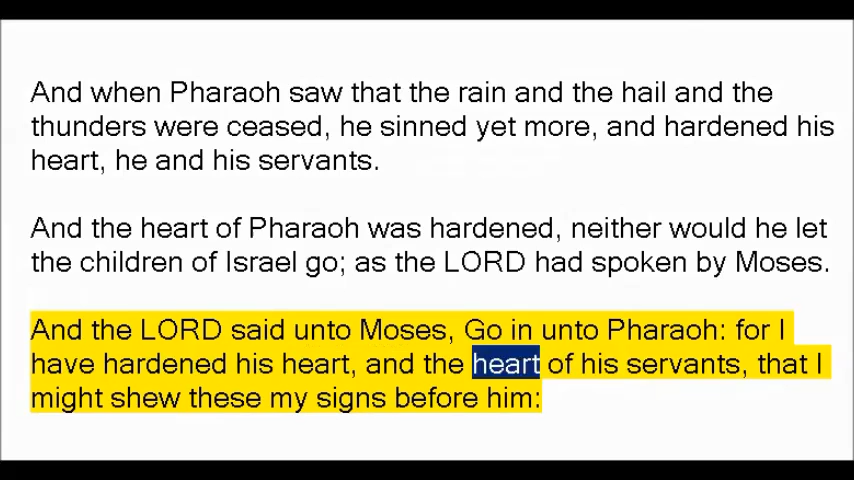 And when Pharaoh saw that the rain and the hail and the
thunders were ceased, he sinned yet more, and hardened his
heart, he and his servants.
And the heart of Pharaoh was hardened, neither would he let
the children of Israel go; as the LORD had spoken by Moses.
And the LORD said unto Moses, Go in unto Pharaoh: for I
have hardened his heart, and the heart of his servants, that I
might shew these my signs before him: